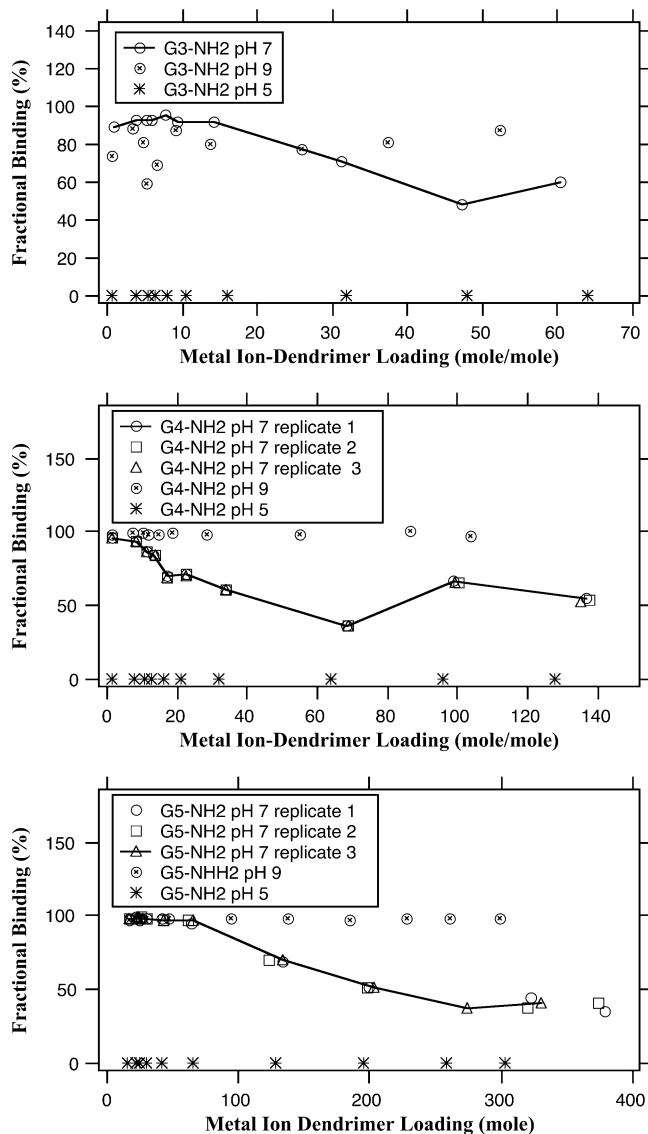 140
120
100
80
60
40
20
0
Fractional Binding (%)
G3-NH2 pH 7
G3-NH2 pH 9
G3-NH2 pH 5
0 10 20 30 40 50 60 70
Metal Ion-Dendrimer Loading (mole/mole)
150
100
50
0
Fractional Binding (%)
G4-NH2 pH 7 replicate 1
G4-NH2 pH 7 replicate 2
G4-NH2 pH 7 replicate 3
G4-NH2 pH 9
G4-NH2 pH 5
0 20 40 60 80 100 120 140
Metal Ion-Dendrimer Loading (mole/mole)
150
100
50
0
Fractional Binding (%)
G5-NH2 pH 7 replicate 1
G5-NH2 pH 7 replicate 2
G5-NH2 pH 7 replicate 3
G5-NHH2 pH 9
G5-NH2 pH 5
0 100 200 300 400
Metal Ion Dendrimer Loading (mole)